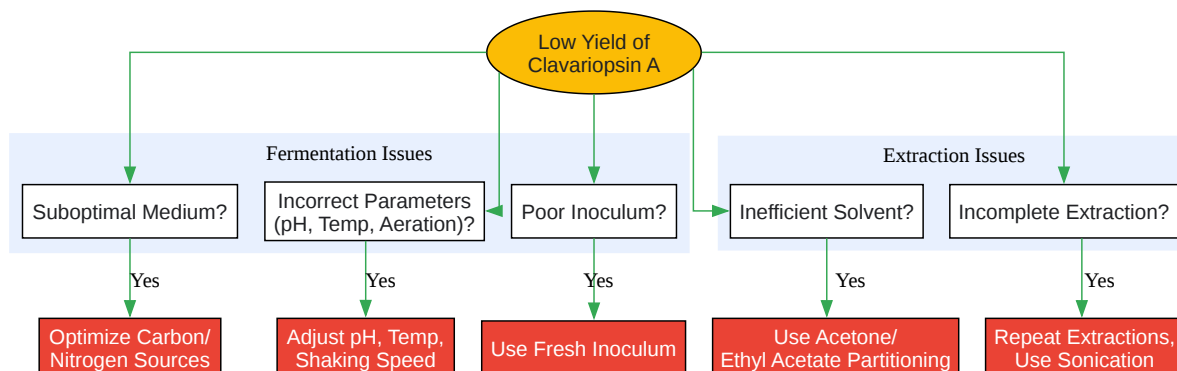 Low Yield of
Clavariopsin A
Fermentation Issues
Extraction Issues
Suboptimal Medium?
Incorrect Parameters
(pH, Temp, Aeration)?
Poor Inoculum?
Inefficient Solvent?
Incomplete Extraction?
Yes
Yes
Yes
Yes
Yes
Optimize Carbon/
Nitrogen Sources
Adjust pH, Temp,
Shaking Speed
Use Fresh Inoculum
Use Acetone/
Ethyl Acetate Partitioning
Repeat Extractions,
Use Sonication